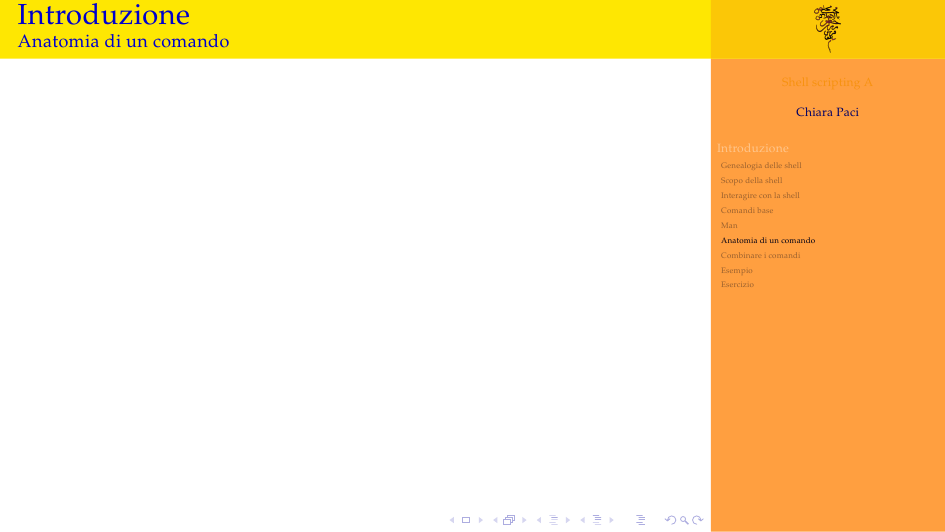 Introduzione
Anatomia di un comando
Shell scripting A
Chiara Paci
Introduzione
Genealogia delle shell
Scopo della shell
Interagire con la shell
Comandi base
Man
Anatomia di un comando
Combinare i comandi
Esempio
Esercizio